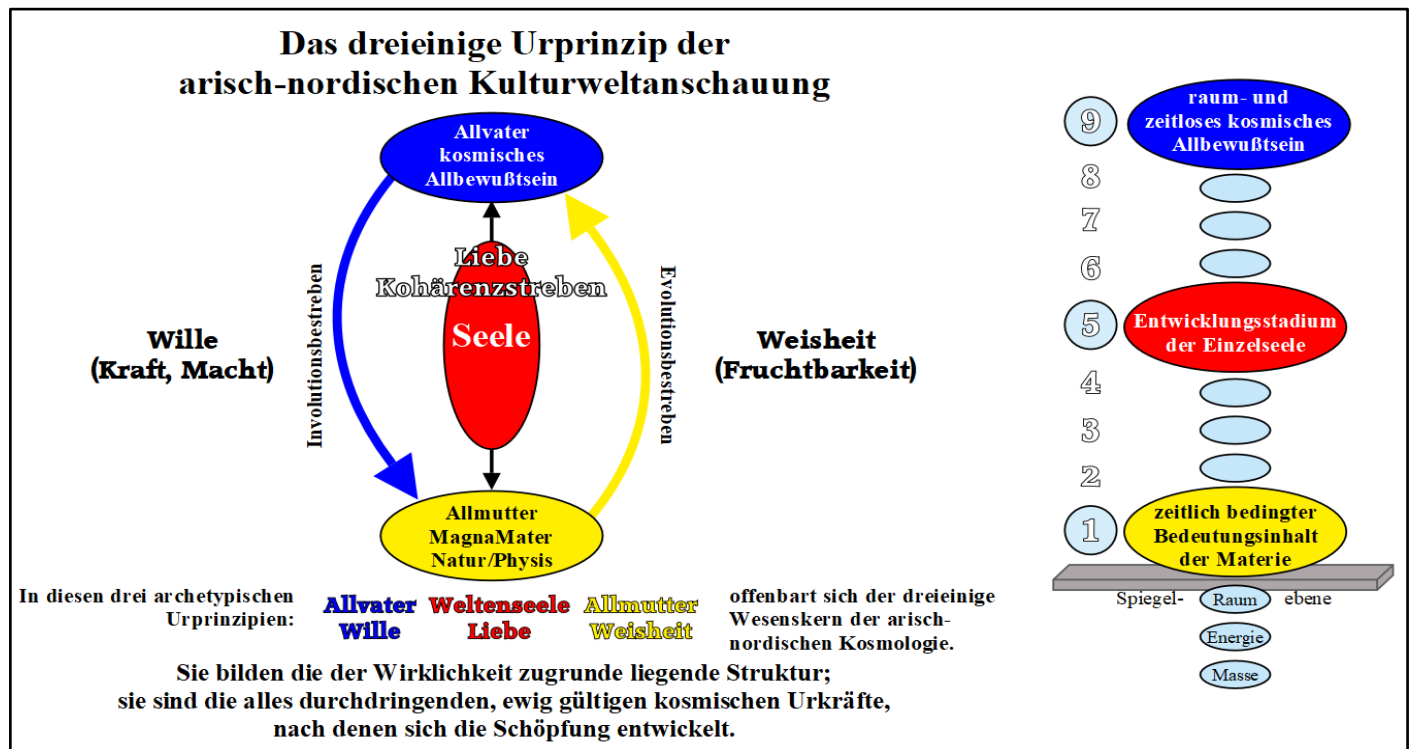 Das dreieinige Urprinzip der
arisch-nordischen Kulturweltanschauung
Allvater
kosmisches
Allbewußtsein
Involutionsbestreben
Liebe
Kohärenzstreben
Seele
Evolutionsbestreben
Wille
(Kraft, Macht)
Weisheit
(Fruchtbarkeit)
Allmutter
MagnaMater
Natur/Physis
In diesen drei archetypischen
Urprinzipien:
Allvater
Wille
Weltenseele
Liebe
Allmutter
Weisheit
offenbart sich der dreieinige
Wesenskern der arisch-
nordischen Kosmologie.
Sie bilden die der Wirklichkeit zugrunde liegende Struktur;
sie sind die alles durchdringenden, ewig gültigen kosmischen Urkräfte,
nach denen sich die Schöpfung entwickelt.
9
raum- und
zeitloses kosmisches
Allbewußtsein
8
7
6
5
Entwicklungsstadium
der Einzelseele
4
3
2
1
zeitlich bedingter
Bedeutungsinhalt
der Materie
Spiegel- Raum ebene
Energie
Masse